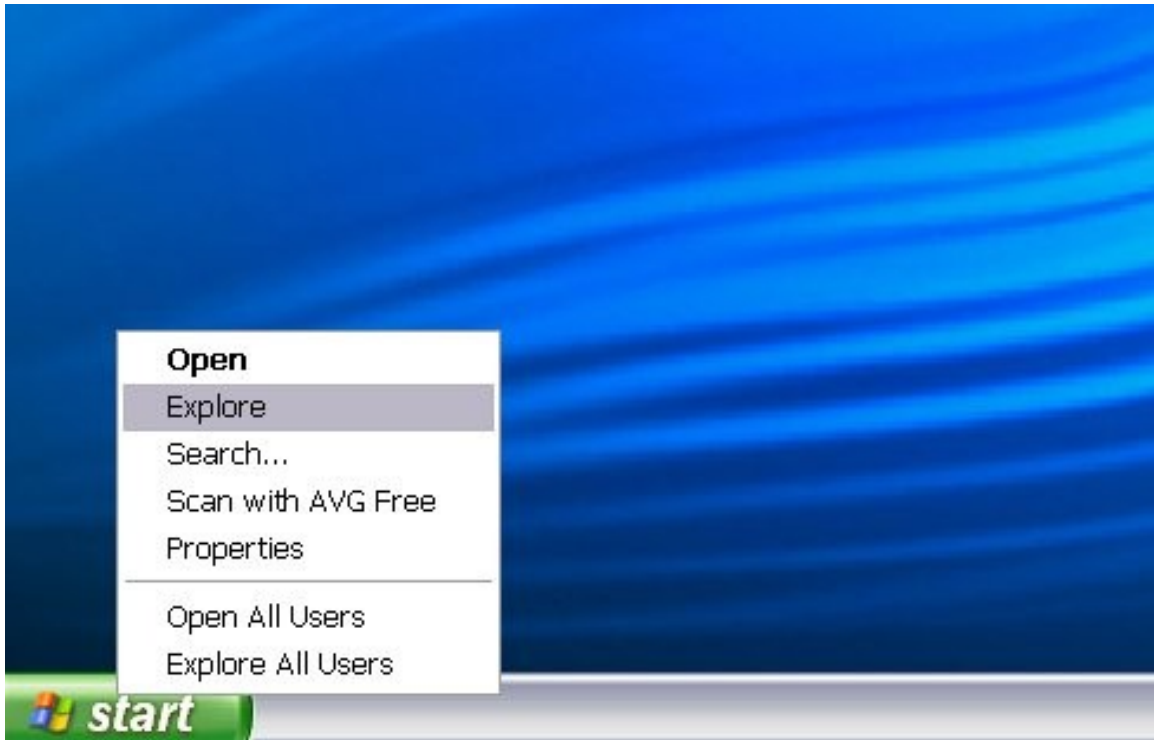 Open
Explore
Search...
Scan with AVG Free
Properties
Open All Users
Explore All Users
start